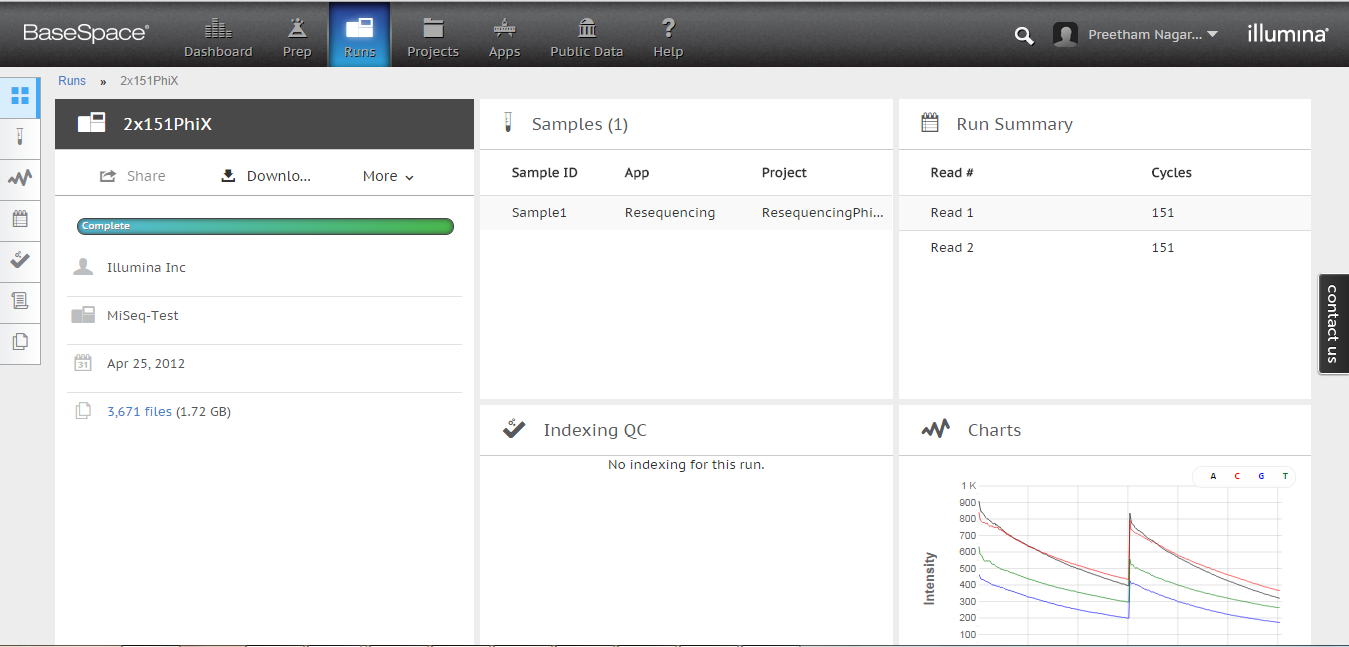 BaseSpace®
Dashboard
Prep
Runs
Projects
Apps
Public Data
?
Help
Preetham Nagar...
illumina®
Runs » 2x151PhiX
2x151PhiX
Share
Downlo...
More
Complete
Illumina Inc
MiSeq-Test
31
Apr 25, 2012
3,671 files (1.72 GB)
Samples (1)
Sample ID App Project
Sample1 Resequencing ResequencingPhi...
Run Summary
Read # Cycles
Read 1 151
Read 2 151
Indexing QC
No indexing for this run.
Charts
A C G T
1 K
900
800
700
600
500
400
300
200
100
Intensity
contact us